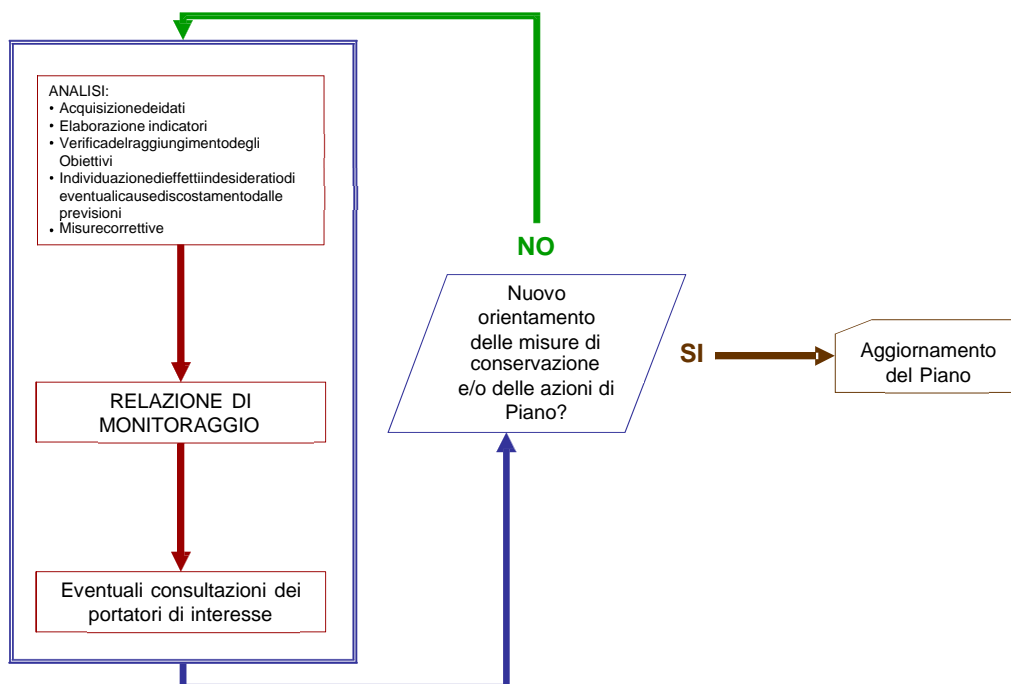 ANALISI:
• Acquisizionedeidati
• Elaborazione indicatori
• Verificadelraggiungimentodegli
Obiettivi
• Individuazionedieffettiindesideratiodi
eventualicausediscostamentodalle
previsioni
• Misurecorrettive
RELAZIONE DI
MONITORAGGIO
Eventuali consultazioni dei
portatori di interesse
NO
Nuovo
orientamento
delle misure di
conservazione
e/o delle azioni di
Piano?
SI
Aggiornamento
del Piano